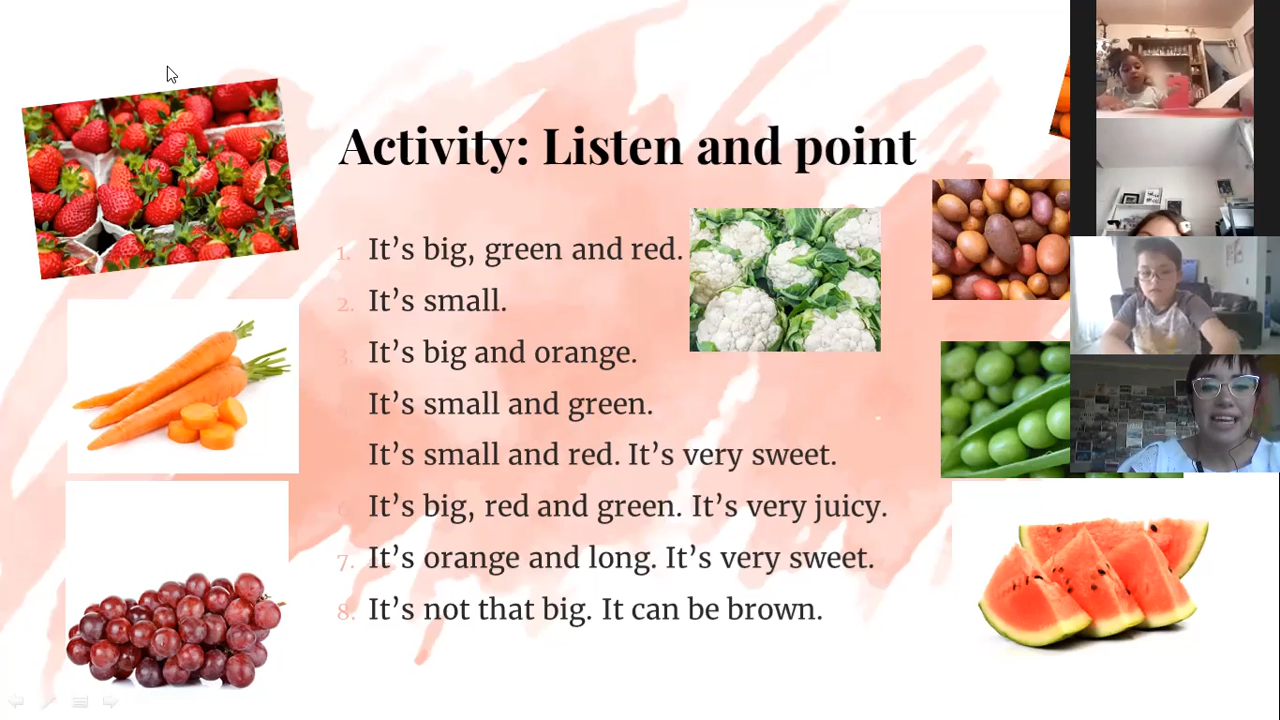 Activity: Listen and point
1. It's big, green and red.
2. It's small.
3. It's big and orange.
It's small and green.
It's small and red. It's very sweet.
6. It's big, red and green. It's very juicy.
7. It's orange and long. It's very sweet.
8. It's not that big. It can be brown.